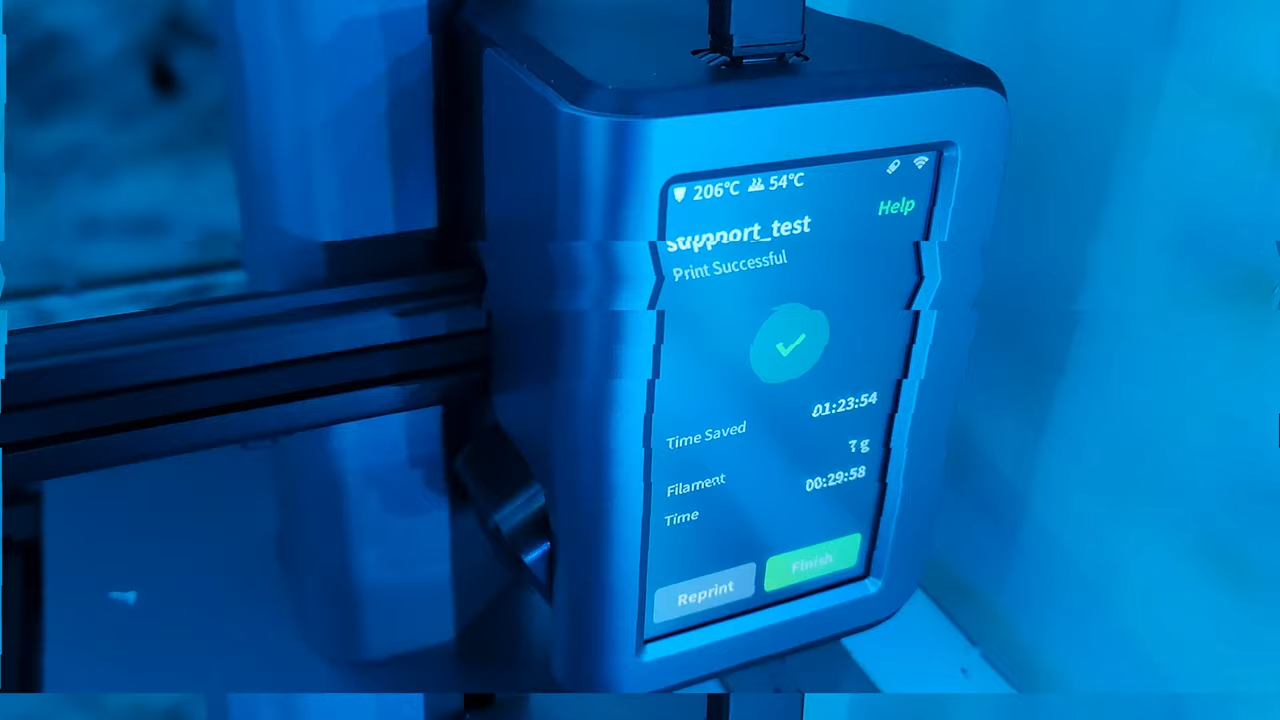 206°C 54°C
Help
support_test
Print Successful
Time Saved 01:23:54
Filament 7 g
Time 00:29:58
Reprint Finish